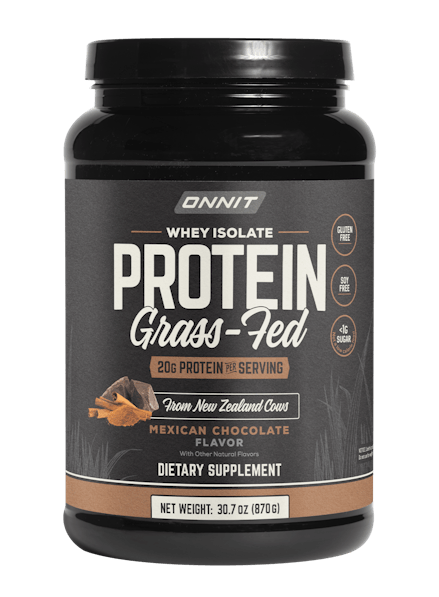 ONNIT
WHEY ISOLATE
PROTEIN
Grass-Fed
20G PROTEIN PER SERVING
From New Zealand Cows
MEXICAN CHOCOLATE
FLAVOR
With Other Natural Flavors
DIETARY SUPPLEMENT
NET WEIGHT: 30.7 OZ (870G)
GLUTEN
FREE
SOY
FREE
<1G
SUGAR